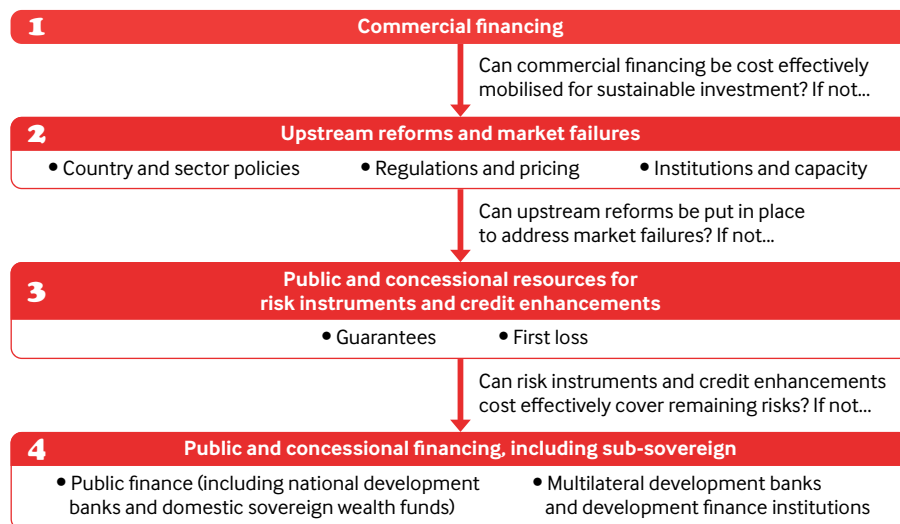 1 Commercial financing
Can commercial financing be cost effectively
mobilised for sustainable investment? If not...
2 Upstream reforms and market failures
• Country and sector policies • Regulations and pricing • Institutions and capacity
Can upstream reforms be put in place
to address market failures? If not...
3 Public and concessional resources for
risk instruments and credit enhancements
• Guarantees • First loss
Can risk instruments and credit enhancements
cost effectively cover remaining risks? If not...
4 Public and concessional financing, including sub-sovereign
• Public finance (including national development
banks and domestic sovereign wealth funds)
• Multilateral development banks
and development finance institutions